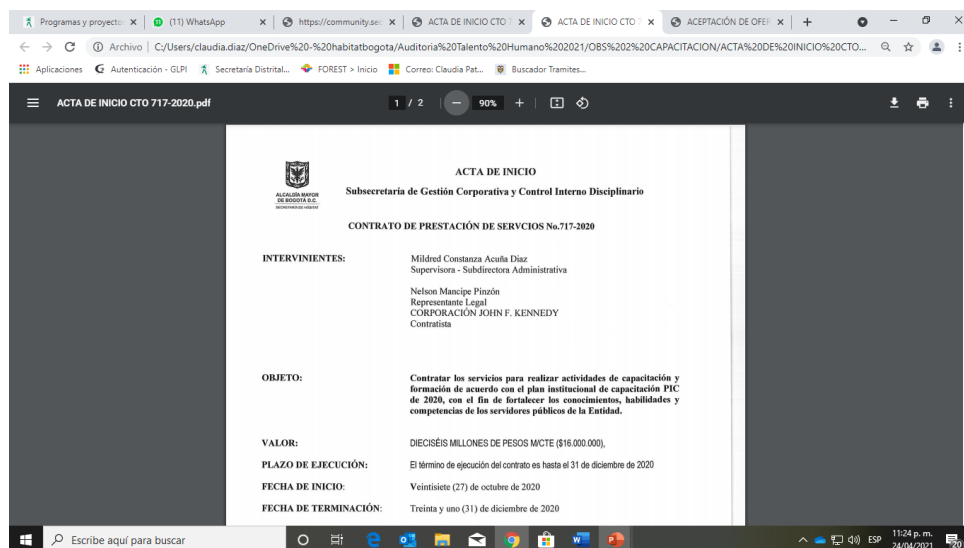 Programas y proyecto
(11) WhatsApp
https://community.sec
ACTA DE INICIO CTO 7
ACTA DE INICIO CTO 7
ACEPTACIÓN DE OFER
Archivo | C:/Users/claudia.diaz/OneDrive%20-%20habitatbogota/Auditoria%20Talento%20Humano%202021/OBS%202%20CAPACITACION/ACTA%20DE%20INICIO%20CTO...
Aplicaciones
Autenticación - GLPI
Secretaría Distrital...
FOREST > Inicio
Correo: Claudia Pat...
Buscador Tramites...
ACTA DE INICIO CTO 717-2020.pdf
1 / 2
90%
ACTA DE INICIO
ALCALDÍA MAYOR
DE BOGOTÁ D.C.
Subsecretaría de Gestión Corporativa y Control Interno Disciplinario
CONTRATO DE PRESTACIÓN DE SERVCIOS No.717-2020
INTERVINIENTES:
Mildred Constanza Acuña Díaz
Supervisora - Subdirectora Administrativa
Nelson Mancipe Pinzón
Representante Legal
CORPORACIÓN JOHN F. KENNEDY
Contratista
OBJETO:
Contratar los servicios para realizar actividades de capacitación y
formación de acuerdo con el plan institucional de capacitación PIC
de 2020, con el fin de fortalecer los conocimientos, habilidades y
competencias de los servidores públicos de la Entidad.
VALOR:
DIECISÉIS MILLONES DE PESOS M/CTE ($16.000.000),
PLAZO DE EJECUCIÓN:
El término de ejecución del contrato es hasta el 31 de diciembre de 2020
FECHA DE INICIO:
Veintisiete (27) de octubre de 2020
FECHA DE TERMINACIÓN:
Treinta y uno (31) de diciembre de 2020
Escribe aquí para buscar
ESP
11:24 p. m.
24/04/2021
20